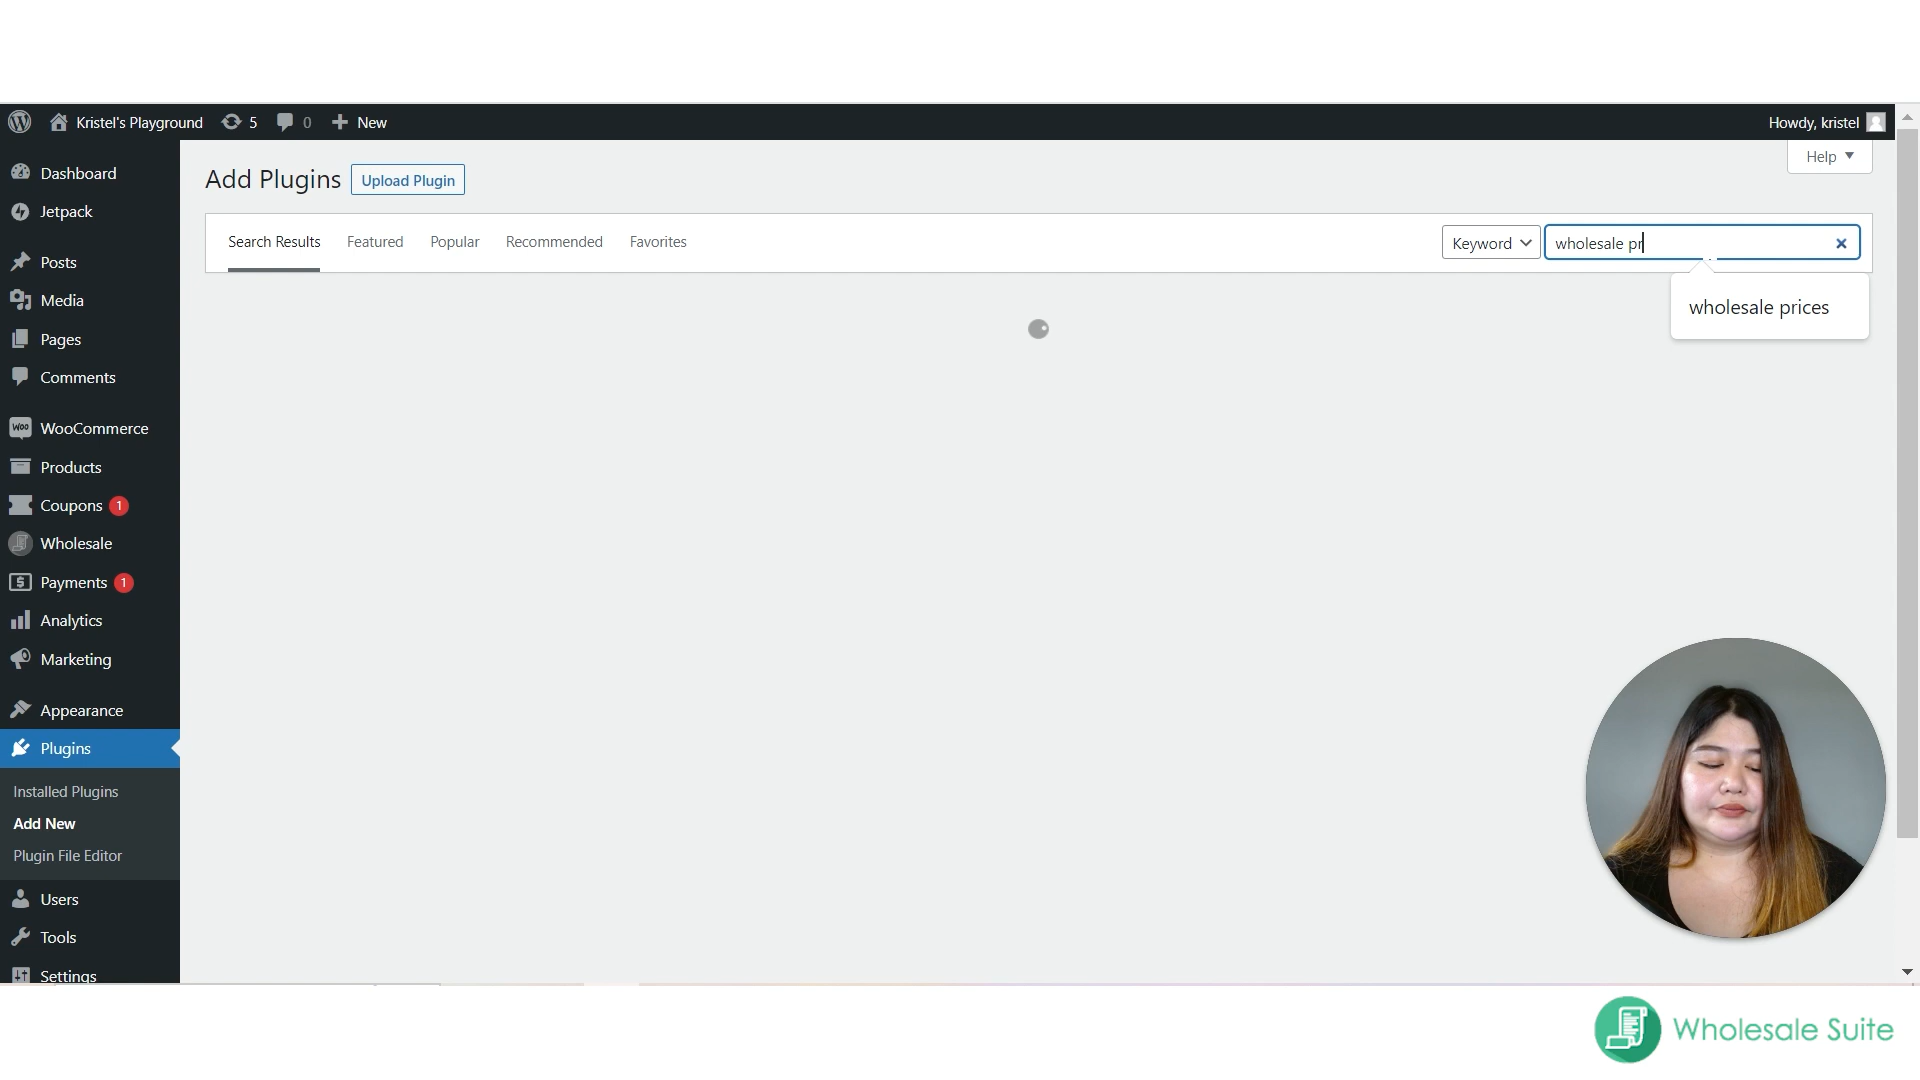 Kristel's Playground
5
0
New
Howdy, kristel
Help
Dashboard
Jetpack
Posts
Media
Pages
Comments
Woo
WooCommerce
Products
Coupons 1
Wholesale
Payments 1
Analytics
Marketing
Appearance
Plugins
Installed Plugins
Add New
Plugin File Editor
Users
Tools
Settings
Add Plugins
Upload Plugin
Search Results
Featured
Popular
Recommended
Favorites
Keyword
wholesale pr
wholesale prices
Wholesale Suite